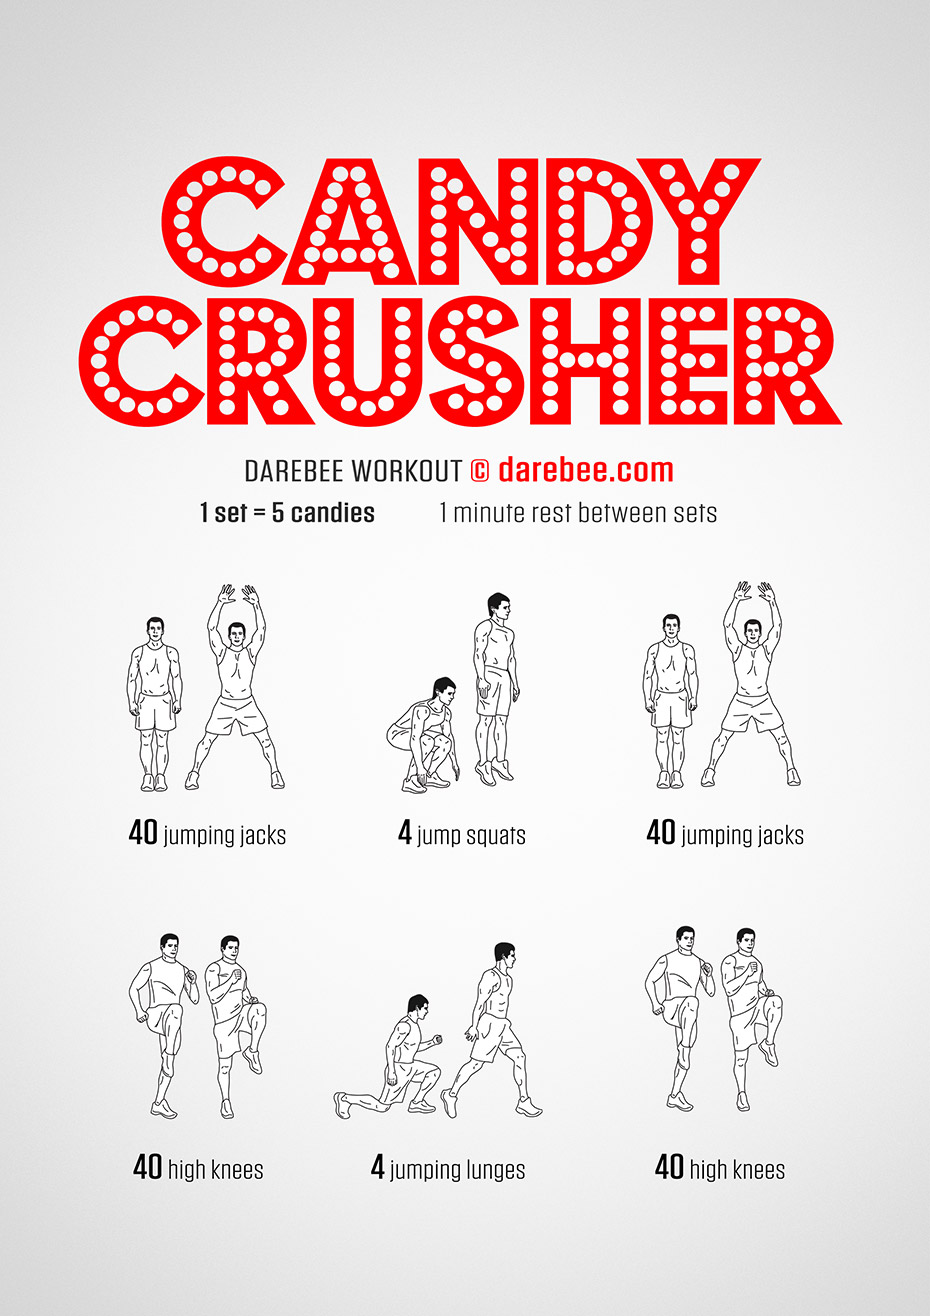 CANDY
CRUSHER
DAREBEE WORKOUT © darebee.com
1 set = 5 candies 1 minute rest between sets
40 jumping jacks 4 jump squats 40 jumping jacks
40 high knees 4 jumping lunges 40 high knees